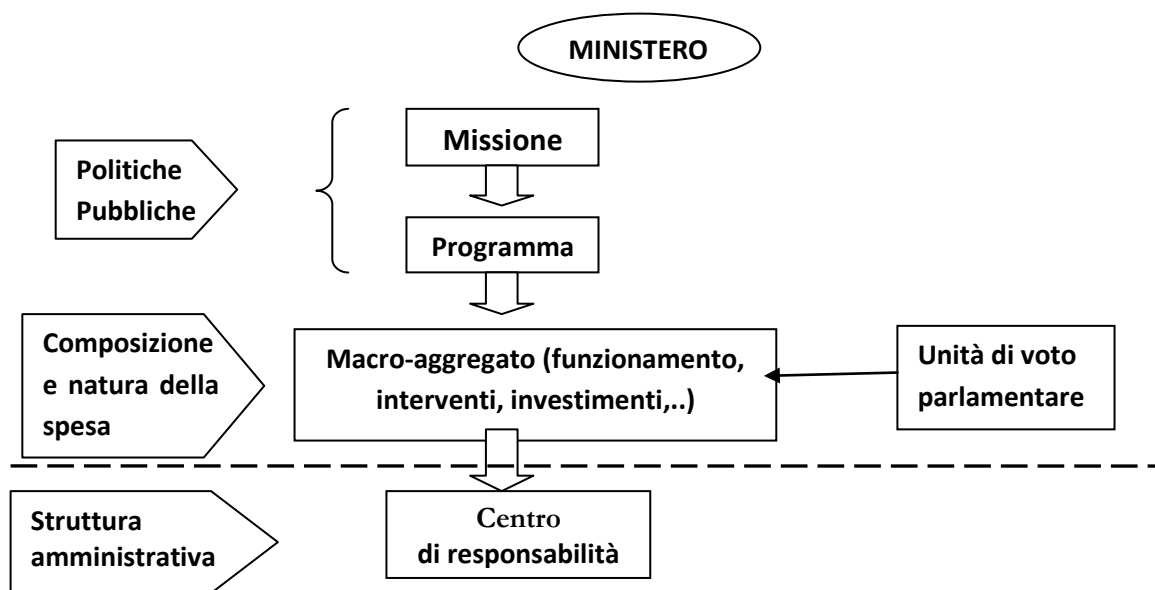 MINISTERO
Missione
Politiche
Pubbliche
Programma
Composizione
e natura della
spesa
Macro-aggregato (funzionamento,
interventi, investimenti,..)
Unità di voto
parlamentare
Struttura
amministrativa
Centro
di responsabilità